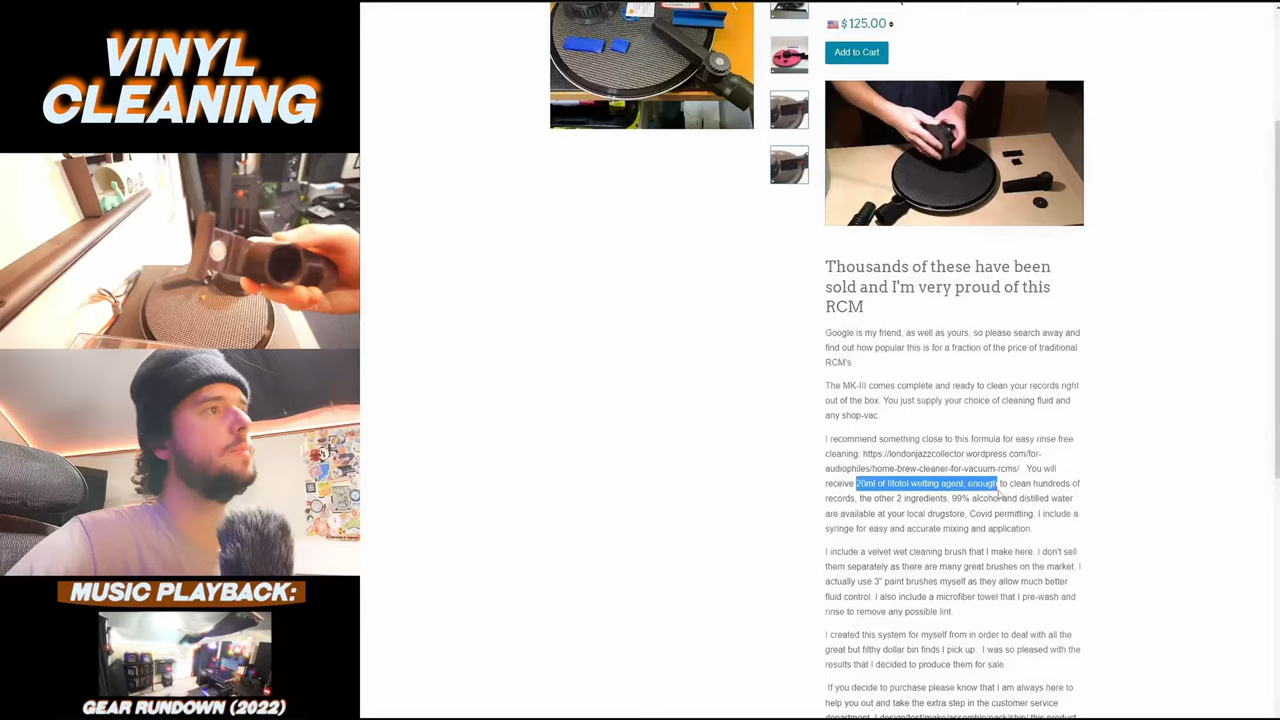 VINYL
CLEANING
MUSIC PLAYBACK:
GEAR RUNDOWN (2022)
$ 125.00
Add to Cart
Thousands of these have been
sold and I'm very proud of this
RCM
Google is my friend, as well as yours, so please search away and
find out how popular this is for a fraction of the price of traditional
RCM's
The MK-III comes complete and ready to clean your records right
out of the box. You just supply your choice of cleaning fluid and
any shop-vac.
I recommend something close to this formula for easy rinse free
cleaning. https://londonjazzcollector.wordpress.com/for-
audiophiles/home-brew-cleaner-for-vacuum-rcms/ You will
receive 20ml of Ilfotol wetting agent, enough to clean hundreds of
records, the other 2 ingredients, 99% alcohol and distilled water
are available at your local drugstore, Covid permitting. I include a
syringe for easy and accurate mixing and application.
I include a velvet wet cleaning brush that I make here. I don't sell
them separately as there are many great brushes on the market. I
actually use 3" paint brushes myself as they allow much better
fluid control. I also include a microfiber towel that I pre-wash and
rinse to remove any possible lint.
I created this system for myself from in order to deal with all the
great but filthy dollar bin finds I pick up. I was so pleased with the
results that I decided to produce them for sale.
If you decide to purchase please know that I am always here to
help you out and take the extra step in the customer service
department. I design/test/make/assemble/pack/ship/ this product